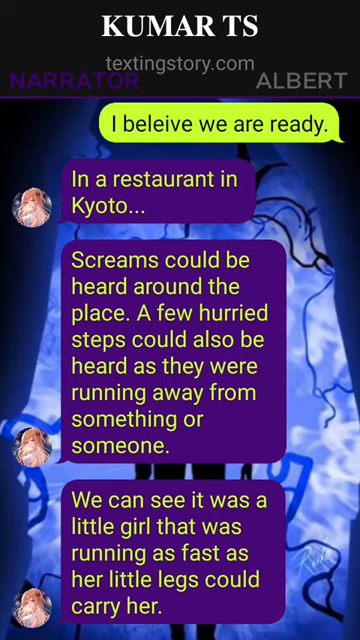 KUMAR TS
textingstory.com
NARRATOR
ALBERT
I beleive we are ready.
In a restaurant in
Kyoto...
Screams could be
heard around the
place. A few hurried
steps could also be
heard as they were
running away from
something or
someone.
We can see it was a
little girl that was
running as fast as
her little legs could
carry her.